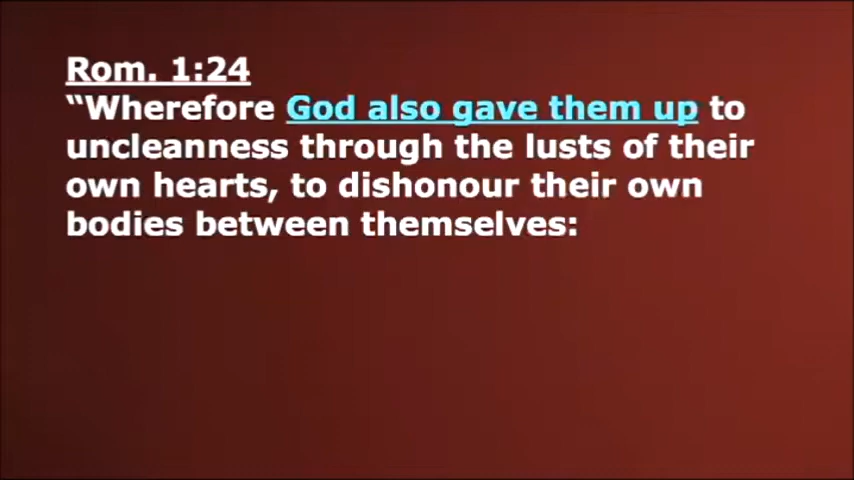 Rom. 1:24
“Wherefore God also gave them up to
uncleanness through the lusts of their
own hearts, to dishonour their own
bodies between themselves: